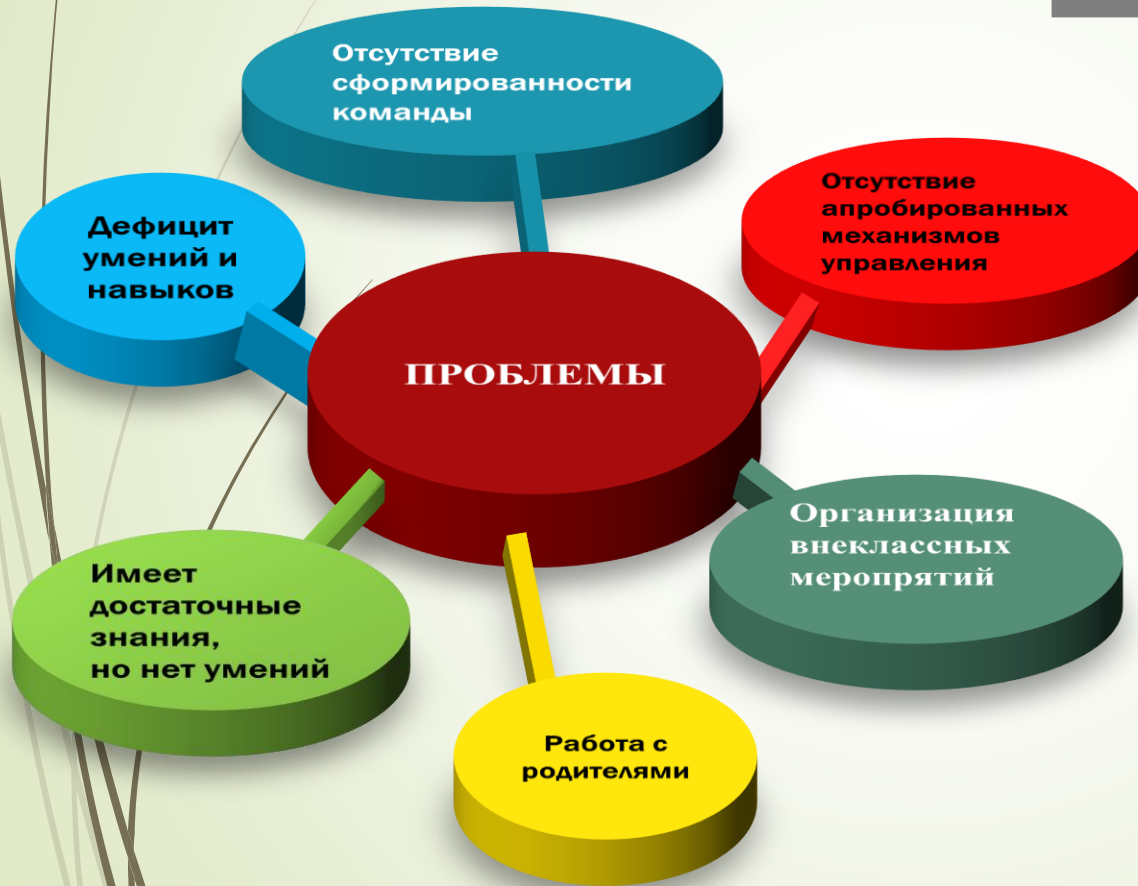 Отсутствие
сформированности
команды
Отсутствие
апробированных
механизмов
управления
Дефицит
умений и
навыков
ПРОБЛЕМЫ
Организация
внеклассных
меропрятий
Имеет
достаточные
знания,
но нет умений
Работа с
родителями